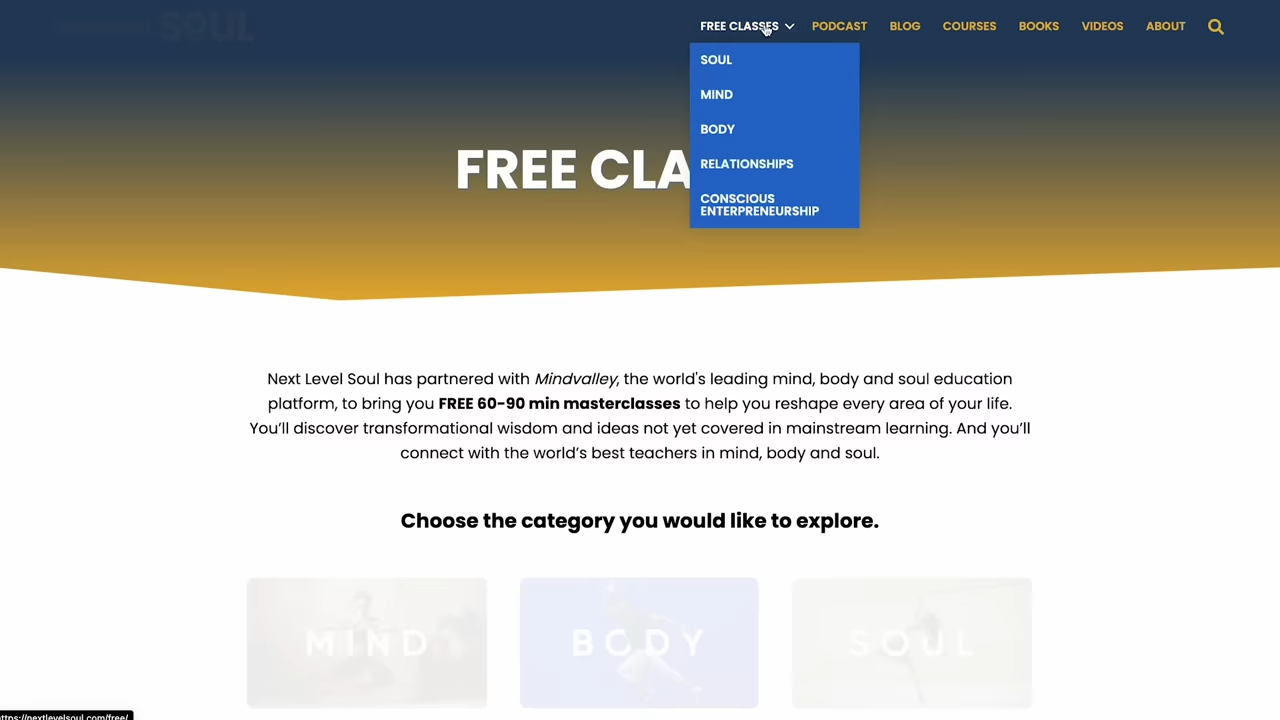 SOUL
FREE CLASSES
PODCAST
BLOG
COURSES
BOOKS
VIDEOS
ABOUT
SOUL
MIND
BODY
RELATIONSHIPS
CONSCIOUS
ENTERPRENEURSHIP
FREE CLA
Next Level Soul has partnered with Mindvalley, the world's leading mind, body and soul education
platform, to bring you FREE 60-90 min masterclasses to help you reshape every area of your life.
You'll discover transformational wisdom and ideas not yet covered in mainstream learning. And you'll
connect with the world's best teachers in mind, body and soul.
Choose the category you would like to explore.
MIND
BODY
SOUL
https://nextlevelsoul.com/free/